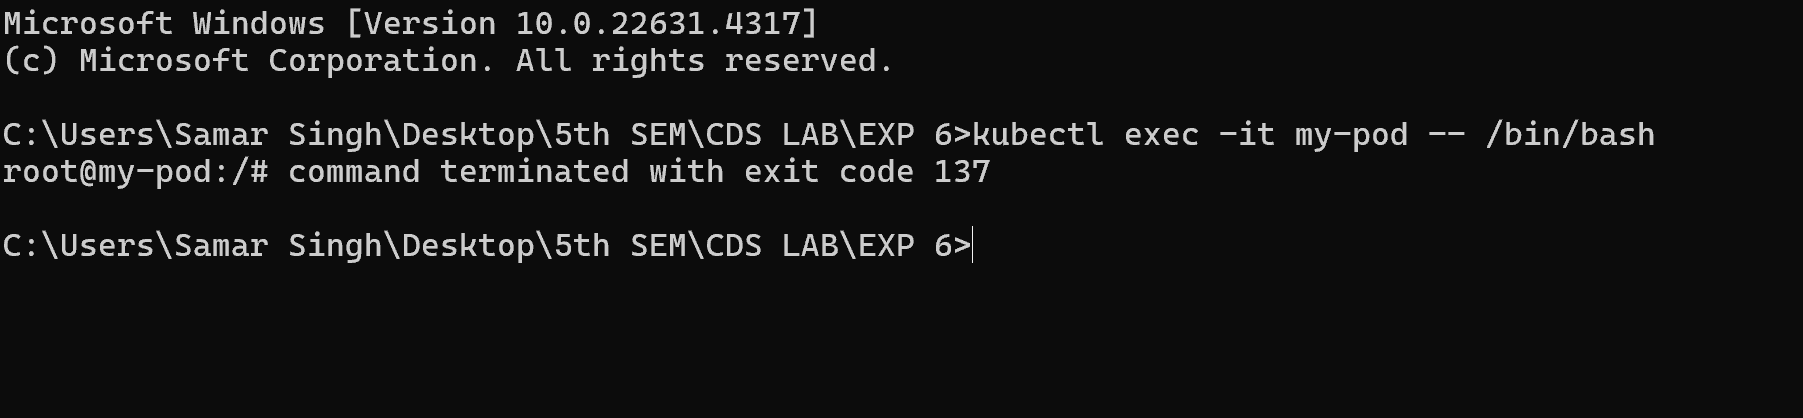 Microsoft Windows [Version 10.0.22631.4317]
(c) Microsoft Corporation. All rights reserved.
C:\Users\Samar Singh\Desktop\5th SEM\CDS LAB\EXP 6>kubectl exec -it my-pod -- /bin/bash
root@my-pod:/# command terminated with exit code 137
C:\Users\Samar Singh\Desktop\5th SEM\CDS LAB\EXP 6>